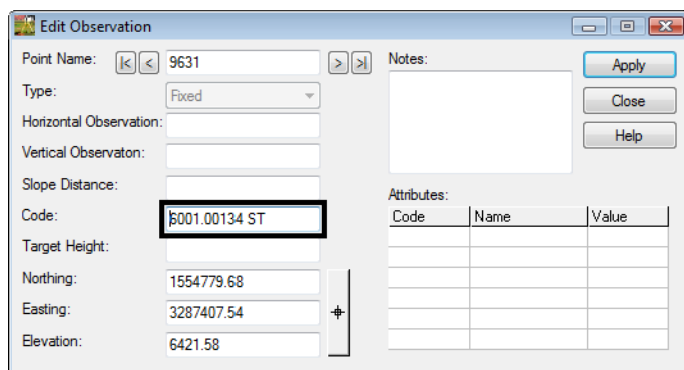 Edit Observation
Point Name: |< < 9631 > >|
Type: Fixed
Horizontal Observation:
Vertical Observaton:
Slope Distance:
Code: 6001.00134 ST
Target Height:
Northing: 1554779.68
Easting: 3287407.54
Elevation: 6421.58
Notes:
Apply
Close
Help
Attributes:
Code Name Value